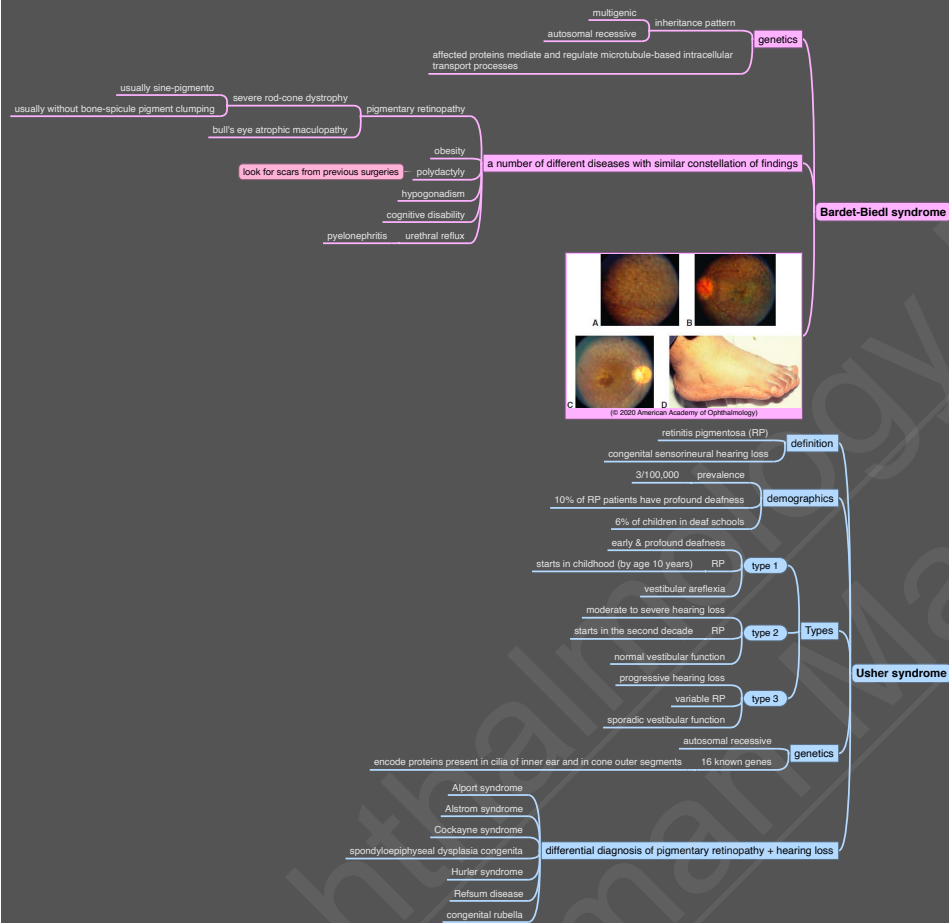 Bardet-Biedl syndrome
genetics
inheritance pattern
multigenic
autosomal recessive
affected proteins mediate and regulate microtubule-based intracellular
transport processes
a number of different diseases with similar constellation of findings
pigmentary retinopathy
severe rod-cone dystrophy
usually sine-pigmento
usually without bone-spicule pigment clumping
bull's eye atrophic maculopathy
obesity
polydactyly
look for scars from previous surgeries
hypogonadism
cognitive disability
urethral reflux
pyelonephritis
A
B
C
D
(© 2020 American Academy of Ophthalmology)
Usher syndrome
definition
retinitis pigmentosa (RP)
congenital sensorineural hearing loss
demographics
prevalence
3/100,000
10% of RP patients have profound deafness
6% of children in deaf schools
Types
type 1
early & profound deafness
RP
starts in childhood (by age 10 years)
vestibular areflexia
type 2
moderate to severe hearing loss
RP
starts in the second decade
normal vestibular function
type 3
progressive hearing loss
variable RP
sporadic vestibular function
genetics
autosomal recessive
16 known genes
encode proteins present in cilia of inner ear and in cone outer segments
differential diagnosis of pigmentary retinopathy + hearing loss
Alport syndrome
Alstrom syndrome
Cockayne syndrome
spondyloepiphyseal dysplasia congenita
Hurler syndrome
Refsum disease
congenital rubella